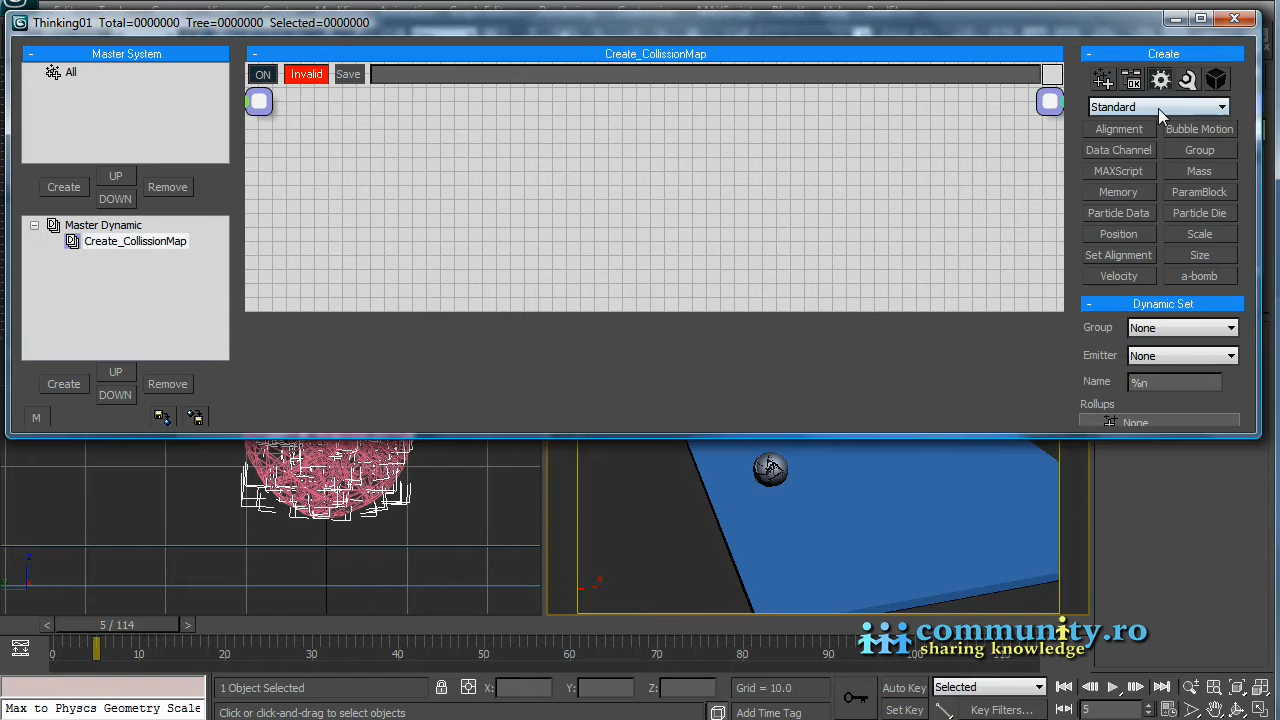 Thinking01 Total=0000000 Tree=0000000 Selected=0000000
Master System
All
Create
UP
DOWN
Remove
Master Dynamic
Create_CollissionMap
Create
UP
DOWN
Remove
M
Create_CollissionMap
ON
Invalid
Save
Create
Standard
Alignment
Bubble Motion
Data Channel
Group
MAXScript
Mass
Memory
ParamBlock
Particle Data
Particle Die
Position
Scale
Set Alignment
Size
Velocity
a-bomb
Dynamic Set
Group None
Emitter None
Name %n
Rollups
None
5 / 114
0 10 20 30 40 50 60 70 80 90 100
community.ro
sharing knowledge
1 Object Selected
X:
Y:
Z:
Grid = 10.0
Auto Key
Selected
Max to Physcs Geometry Scale
Click or click-and-drag to select objects
Add Time Tag
Set Key
Key Filters...
5